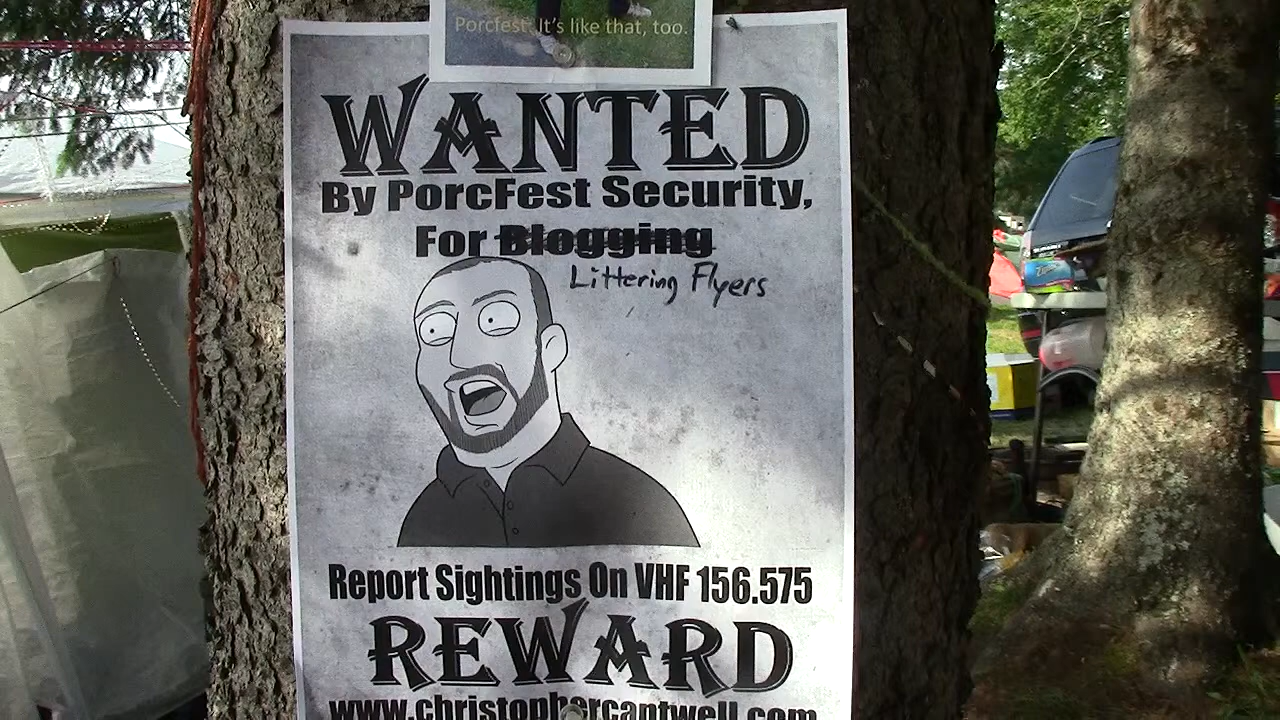 Porcfest: It's like that, too.
WANTED
By PorcFest Security,
For Blogging
Littering Flyers
Report Sightings On VHF 156.575
REWARD
www.christophercantwell.com